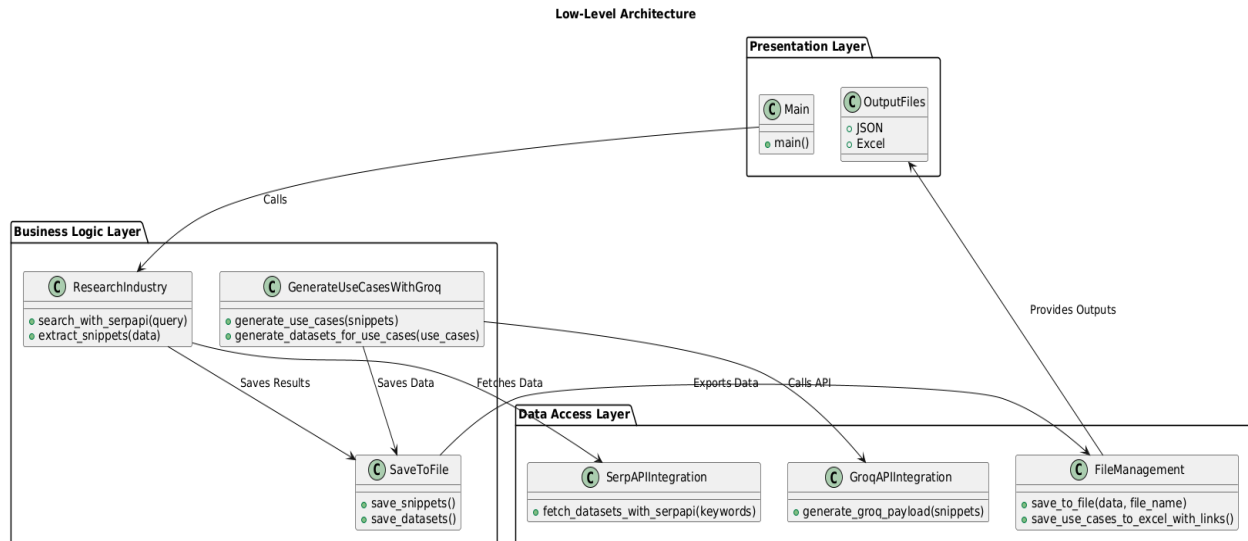 Low-Level Architecture
Presentation Layer
C Main
main()
C OutputFiles
JSON
Excel
Calls
Provides Outputs
Business Logic Layer
C ResearchIndustry
search_with_serpapi(query)
extract_snippets(data)
C GenerateUseCasesWithGroq
generate_use_cases(snippets)
generate_datasets_for_use_cases(use_cases)
Saves Results
Saves Data
Fetches Data
Exports Data
Calls API
C SaveToFile
save_snippets()
save_datasets()
Data Access Layer
C SerpAPIIntegration
fetch_datasets_with_serpapi(keywords)
C GroqAPIIntegration
generate_groq_payload(snippets)
C FileManagement
save_to_file(data, file_name)
save_use_cases_to_excel_with_links()